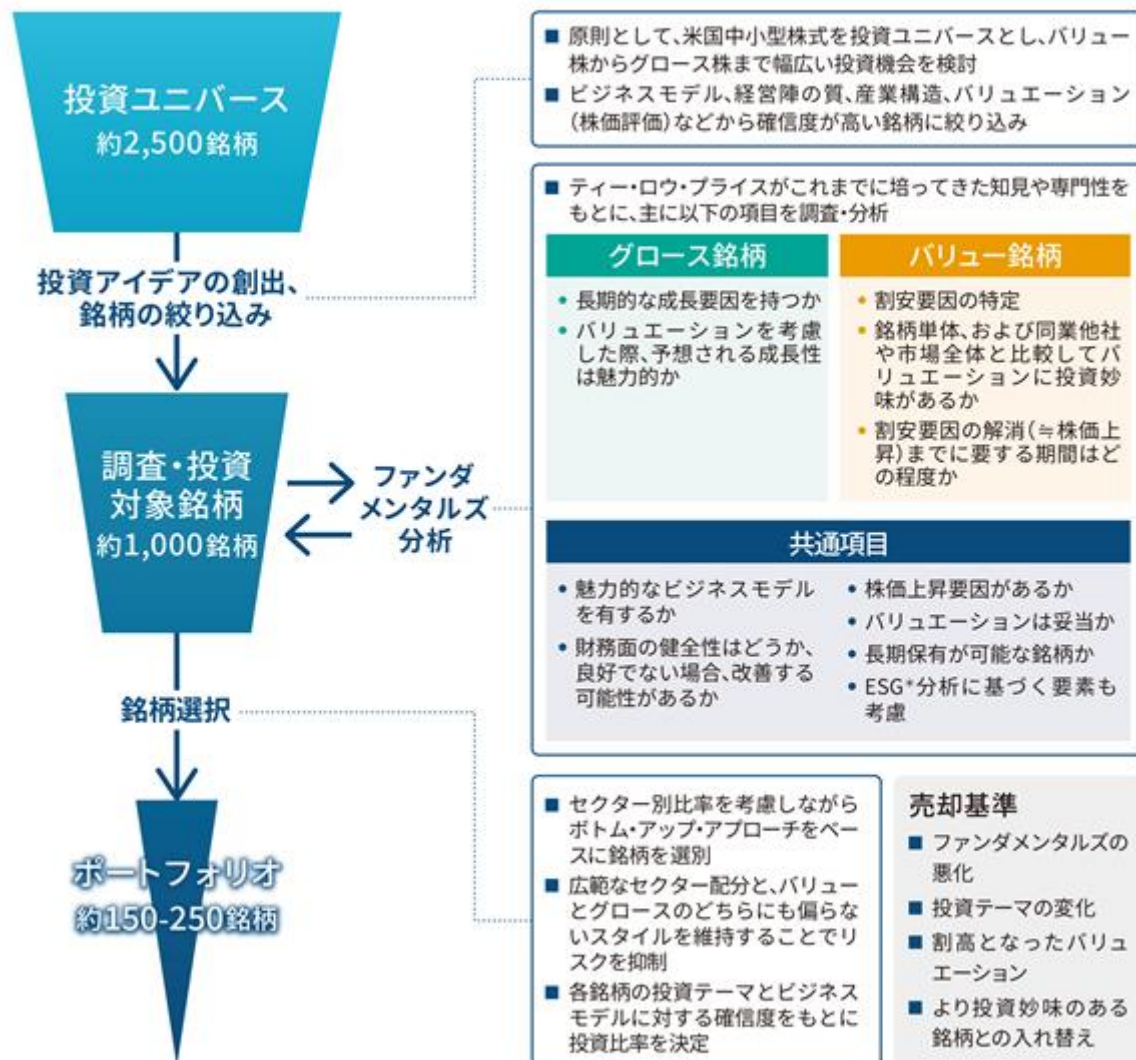 投資ユニバース
約2,500銘柄
■ 原則として、米国中小型株式を投資ユニバースとし、バリュー
株からグロース株まで幅広い投資機会を検討
■ ビジネスモデル、経営陣の質、産業構造、バリュエーション
(株価評価)などから確信度が高い銘柄に絞り込み
投資アイデアの創出、
銘柄の絞り込み
調査・投資
対象銘柄
約1,000銘柄
ファンダ
メンタルズ
分析
■ ティー・ロウ・プライスがこれまでに培ってきた知見や専門性を
もとに、主に以下の項目を調査・分析
グロース銘柄
• 長期的な成長要因を持つか
• バリュエーションを考慮
した際、予想される成長性
は魅力的か
バリュー銘柄
• 割安要因の特定
• 銘柄単体、および同業他社
や市場全体と比較してバ
リュエーションに投資妙
味があるか
• 割安要因の解消(≒株価上
昇)までに要する期間はど
の程度か
共通項目
• 魅力的なビジネスモデル
を有するか
• 財務面の健全性はどうか、
良好でない場合、改善する
可能性があるか
• 株価上昇要因があるか
• バリュエーションは妥当か
• 長期保有が可能な銘柄か
• ESG*分析に基づく要素も
考慮
銘柄選択
ポートフォリオ
約150-250銘柄
■ セクター別比率を考慮しながら
ボトム・アップ・アプローチをベー
スに銘柄を選別
■ 広範なセクター配分と、バリュー
とグロースのどちらにも偏らな
いスタイルを維持することでリ
スクを抑制
■ 各銘柄の投資テーマとビジネス
モデルに対する確信度をもとに
投資比率を決定
売却基準
■ ファンダメンタルズの
悪化
■ 投資テーマの変化
■ 割高となったバリュ
エーション
■ より投資妙味のある
銘柄との入れ替え